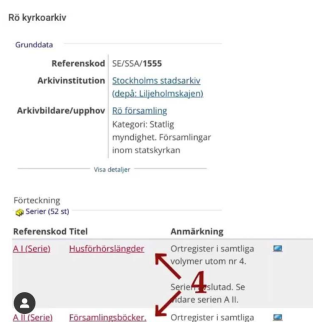 Rö kyrkoarkiv
Grunddata
Referenskod SE/SSA/1555
Arkivinstitution Stockholms stadsarkiv
(depå: Liljeholmskajen)
Arkivbildare/upphov Rö församling
Kategori: Statlig
myndighet. Församlingar
inom statskyrkan
Visa detaljer
Förteckning
Serier (52 st)
Referenskod Titel Anmärkning
A I (Serie) Husförhörslängder Ortregister i samtliga
volymer utom nr 4.
4
Serien avslutad. Se
vidare serien A II.
A II (Serie) Församlingsböcker. Ortregister i samtliga